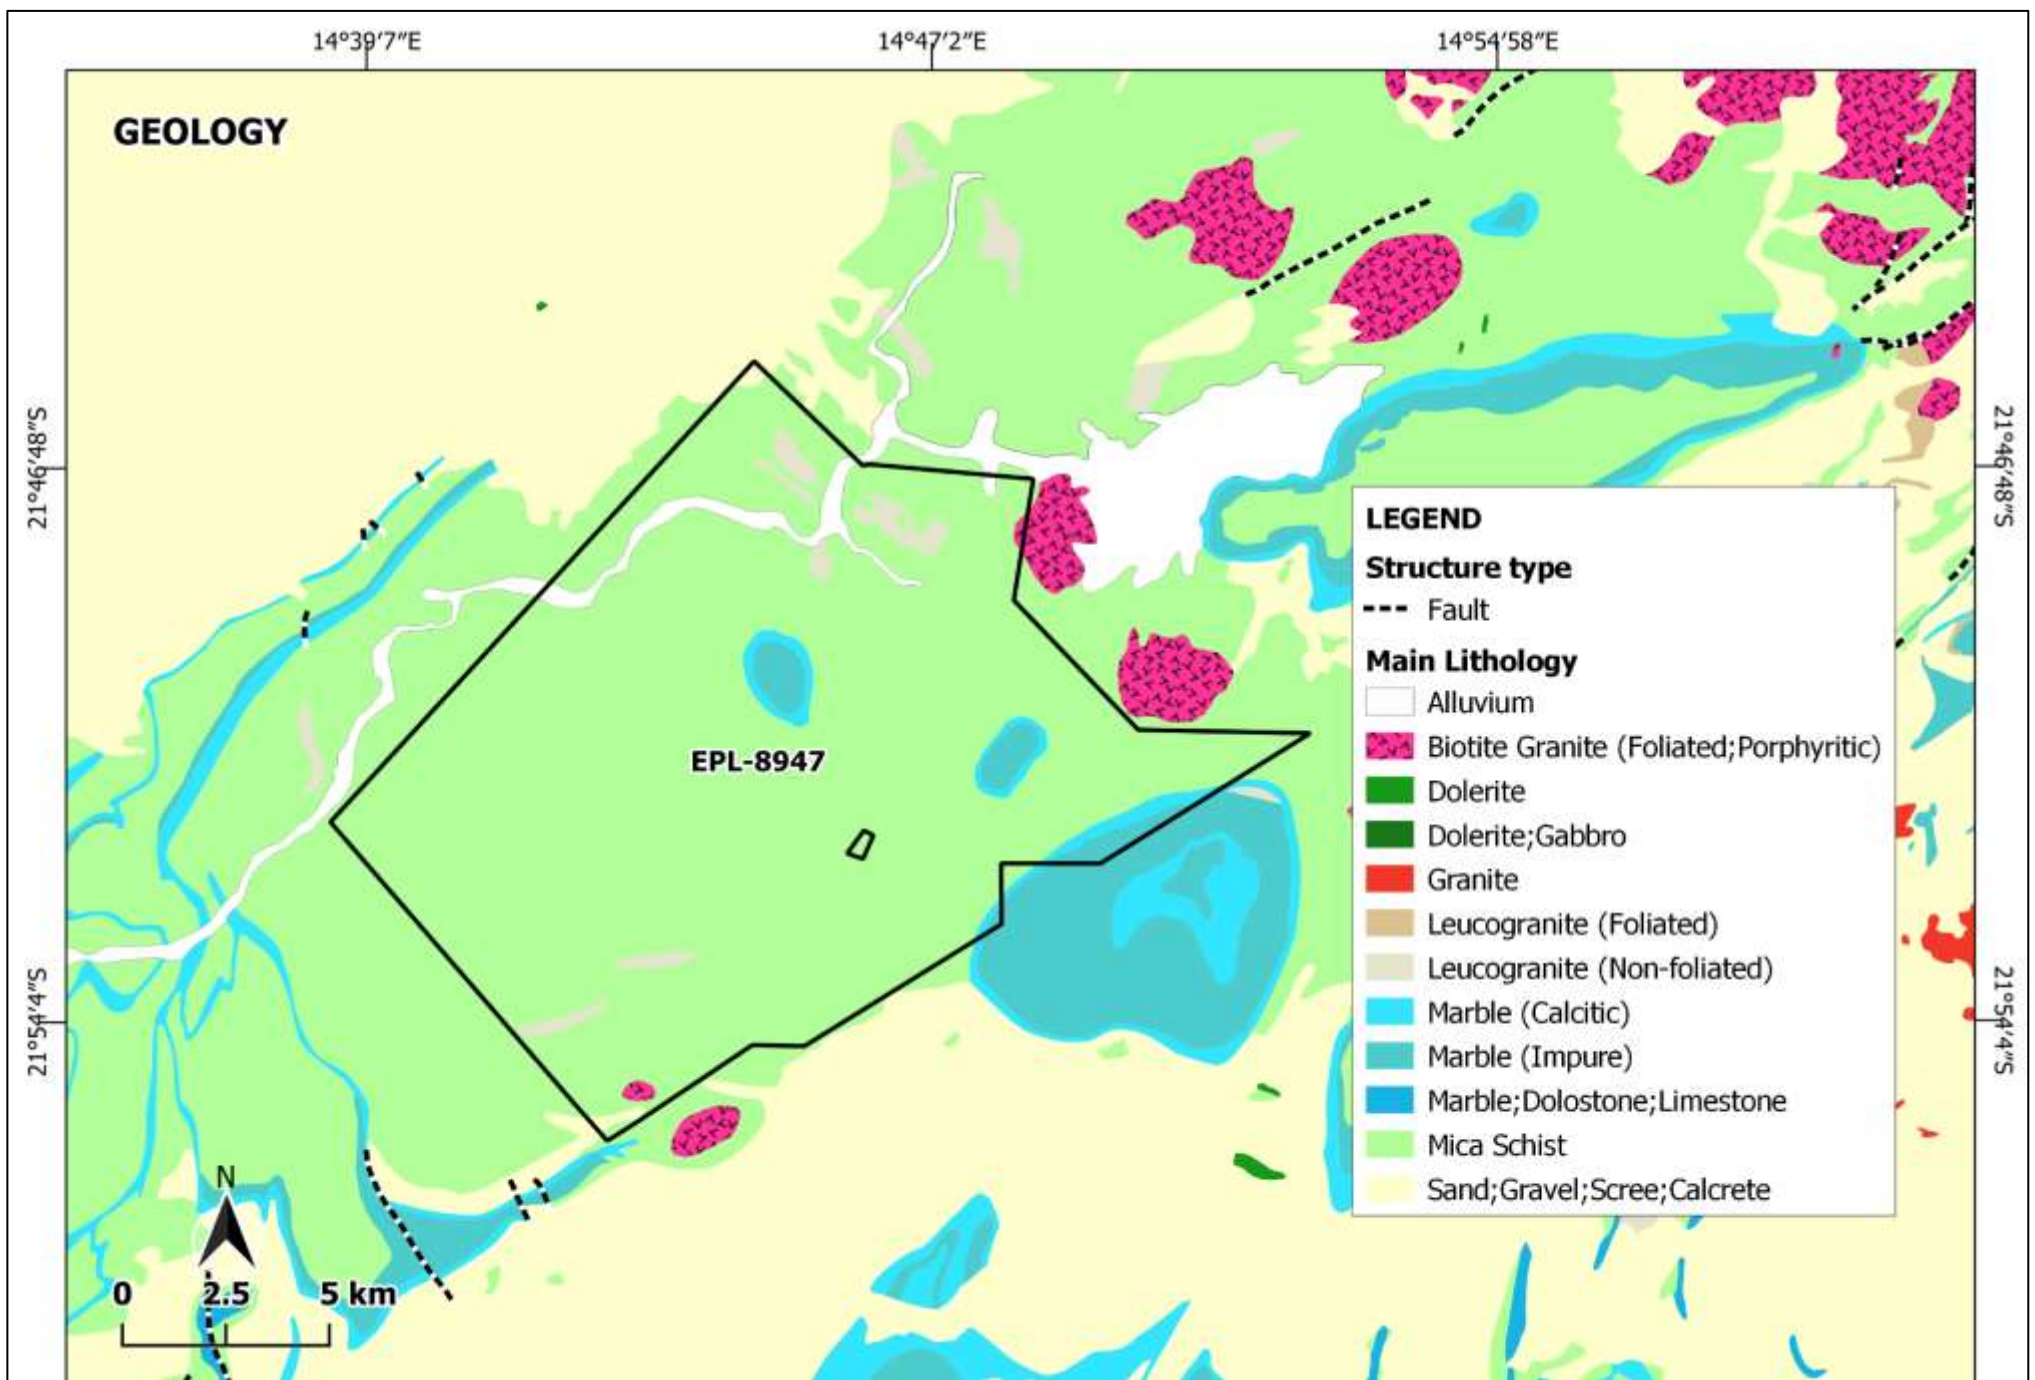 14°39'7"E
14°47'2"E
14°54'58"E
GEOLOGY
21°46'48"S
21°46'48"S
LEGEND
Structure type
Fault
Main Lithology
Alluvium
Biotite Granite (Foliated;Porphyritic)
Dolerite
Dolerite;Gabbro
Granite
Leucogranite (Foliated)
Leucogranite (Non-foliated)
Marble (Calcitic)
Marble (Impure)
Marble;Dolostone;Limestone
Mica Schist
Sand;Gravel;Scree;Calcrete
EPL-8947
21°54'4"S
21°54'4"S
N
0 2.5 5 km